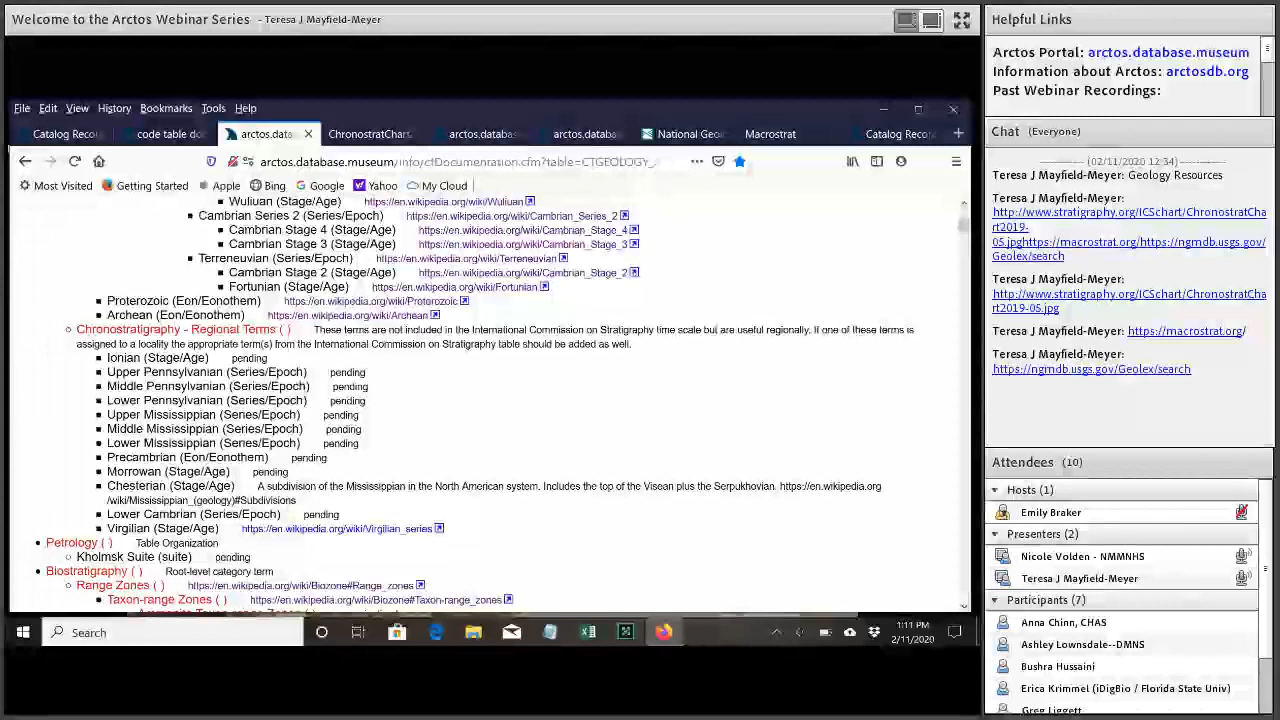 Welcome to the Arctos Webinar Series - Teresa J Mayfield-Meyer
File Edit View History Bookmarks Tools Help
Catalog Reco code table do arctos.data ChronostratChart. arctos.databas arctos.databas National Geo Macrostrat Catalog Reco
arctos.database.museum/info/ctDocumentation.cfm?table=CTGEOLOGY_
Most Visited Getting Started Apple Bing Google Yahoo My Cloud
Wuliuan (Stage/Age) https://en.wikipedia.org/wiki/Wuliuan
Cambrian Series 2 (Series/Epoch) https://en.wikipedia.org/wiki/Cambrian_Series_2
Cambrian Stage 4 (Stage/Age) https://en.wikipedia.org/wiki/Cambrian_Stage_4
Cambrian Stage 3 (Stage/Age) https://en.wikipedia.org/wiki/Cambrian_Stage_3
Terreneuvian (Series/Epoch) https://en.wikipedia.org/wiki/Terreneuvian
Cambrian Stage 2 (Stage/Age) https://en.wikipedia.org/wiki/Cambrian_Stage_2
Fortunian (Stage/Age) https://en.wikipedia.org/wiki/Fortunian
Proterozoic (Eon/Eonothem) https://en.wikipedia.org/wiki/Proterozoic
Archean (Eon/Eonothem) https://en.wikipedia.org/wiki/Archean
Chronostratigraphy - Regional Terms ( ) These terms are not included in the International Commission on Stratigraphy time scale but are useful regionally. If one of these terms is
assigned to a locality the appropriate term(s) from the International Commission on Stratigraphy table should be added as well.
Ionian (Stage/Age) pending
Upper Pennsylvanian (Series/Epoch) pending
Middle Pennsylvanian (Series/Epoch) pending
Lower Pennsylvanian (Series/Epoch) pending
Upper Mississippian (Series/Epoch) pending
Middle Mississippian (Series/Epoch) pending
Lower Mississippian (Series/Epoch) pending
Precambrian (Eon/Eonothem) pending
Morrowan (Stage/Age) pending
Chesterian (Stage/Age) A subdivision of the Mississippian in the North American system. Includes the top of the Visean plus the Serpukhovian. https://en.wikipedia.org
/wiki/Mississippian_(geology)#Subdivisions
Lower Cambrian (Series/Epoch) pending
Virgilian (Stage/Age) https://en.wikipedia.org/wiki/Virgilian_series
Petrology ( ) Table Organization
Kholmsk Suite (suite) pending
Biostratigraphy ( ) Root-level category term
Range Zones ( ) https://en.wikipedia.org/wiki/Biozone#Range_zones
Taxon-range Zones ( ) https://en.wikipedia.org/wiki/Biozone#Taxon-range_zones
Search
1:11 PM
2/11/2020
Helpful Links
Arctos Portal: arctos.database.museum
Information about Arctos: arctosdb.org
Past Webinar Recordings:
Chat (Everyone)
(02/11/2020 12:34)
Teresa J Mayfield-Meyer: Geology Resources
Teresa J Mayfield-Meyer:
http://www.stratigraphy.org/ICSchart/ChronostratCha
rt2019-
05.jpghttps://macrostrat.org/https://ngmdb.usgs.gov/
Geolex/search
Teresa J Mayfield-Meyer:
http://www.stratigraphy.org/ICSchart/ChronostratCha
rt2019-05.jpg
Teresa J Mayfield-Meyer: https://macrostrat.org/
Teresa J Mayfield-Meyer:
https://ngmdb.usgs.gov/Geolex/search
Attendees (10)
Hosts (1)
Emily Braker
Presenters (2)
Nicole Volden - NMMNHS
Teresa J Mayfield-Meyer
Participants (7)
Anna Chinn, CHAS
Ashley Lownsdale--DMNS
Bushra Hussaini
Erica Krimmel (iDigBio / Florida State Univ)
Greg Liggett